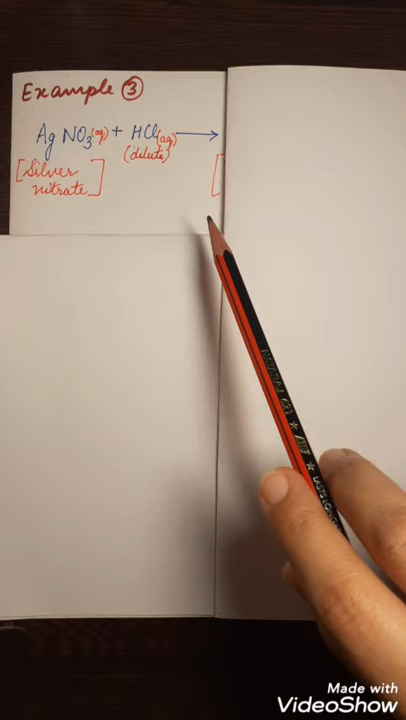 Example ③
AgNO₃(aq) + HCl(aq) ⟶
(dilute)
[Silver
nitrate]
[
Made with
VideoShow